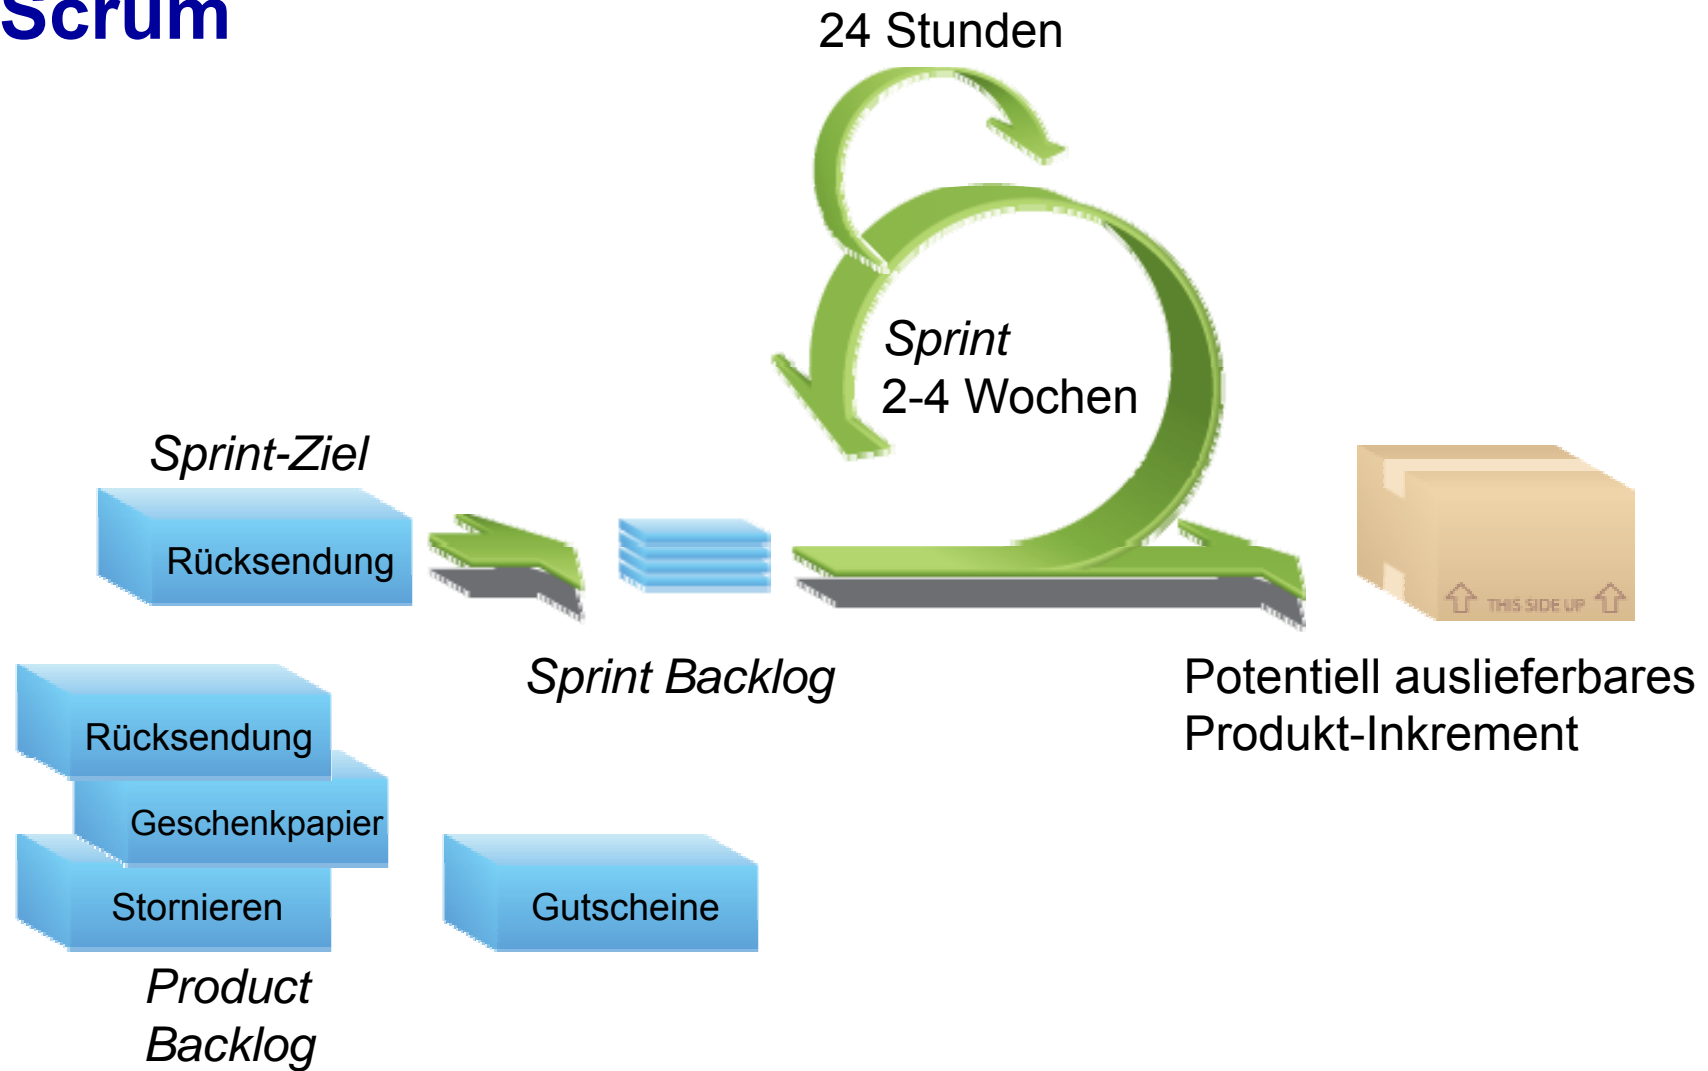 Scrum
24 Stunden
Sprint
2-4 Wochen
Sprint-Ziel
Rücksendung
THIS SIDE UP
Sprint Backlog
Potentiell auslieferbares
Produkt-Inkrement
Rücksendung
Geschenkpapier
Stornieren
Gutscheine
Product
Backlog